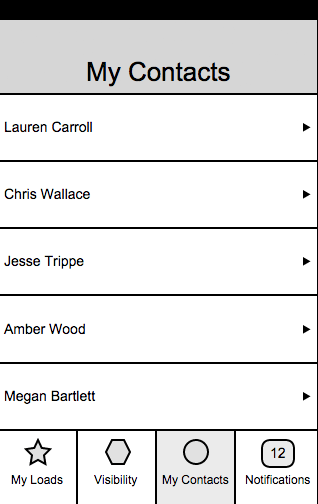 My Contacts
Lauren Carroll
Chris Wallace
Jesse Trippe
Amber Wood
Megan Bartlett
12
My Loads
Visibility
My Contacts
Notifications